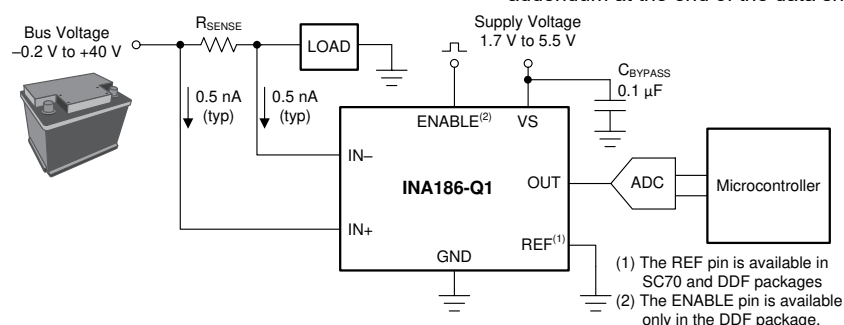 Bus Voltage
–0.2 V to +40 V
RSENSE
LOAD
Supply Voltage
1.7 V to 5.5 V
CBYPASS
0.1 µF
0.5 nA
(typ)
0.5 nA
(typ)
ENABLE(2)
VS
IN–
INA186-Q1
OUT
ADC
Microcontroller
IN+
REF(1)
GND
(1) The REF pin is available in
SC70 and DDF packages
(2) The ENABLE pin is available
only in the DDF package.